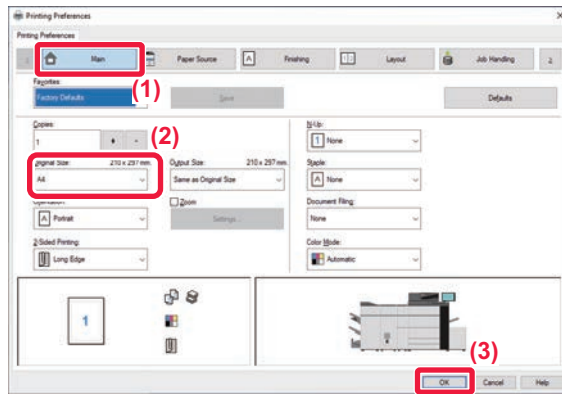 Printing Preferences
Printing Preferences
Main
Paper Source
Finishing
Layout
Job Handling
Favorites:
Factory Defaults
(1)
Save
Defaults
Copies:
1
+ -
(2)
N-Up:
1 None
Original Size: 210 x 297 mm.
A4
Output Size: 210 x 297 mm.
Same as Original Size
Staple:
A None
Orientation:
A Portrait
Zoom
Settings...
Document Filing:
None
2-Sided Printing:
Long Edge
Color Mode:
Automatic
1
(3)
OK Cancel Help